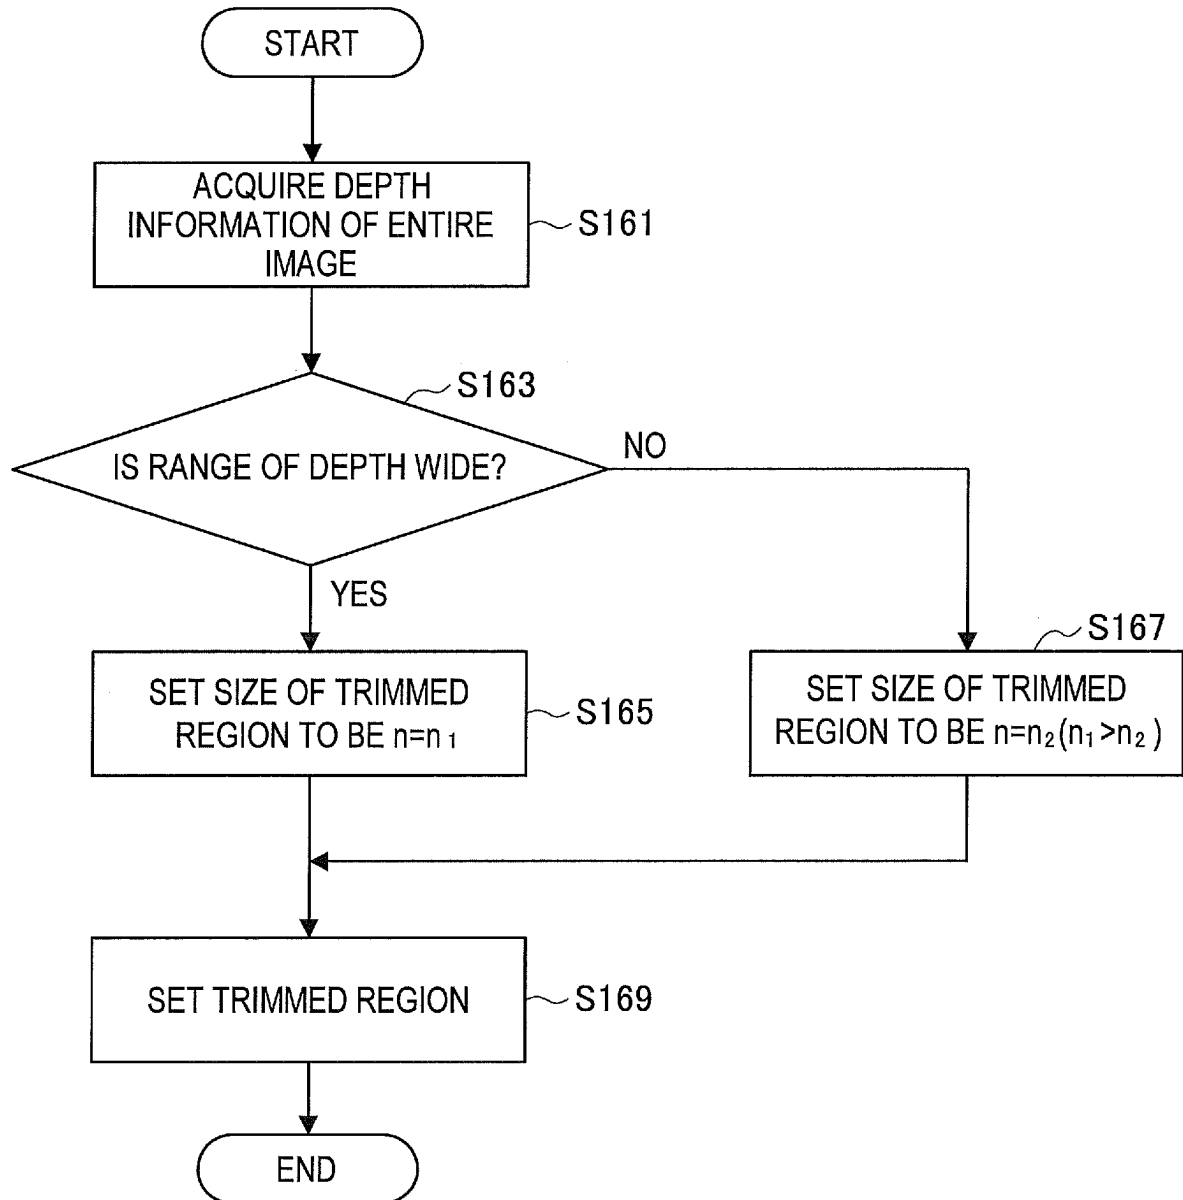 START
ACQUIRE DEPTH
INFORMATION OF ENTIRE
IMAGE
S161
S163
IS RANGE OF DEPTH WIDE?
NO
YES
S167
SET SIZE OF TRIMMED
REGION TO BE n=n₁
S165
SET SIZE OF TRIMMED
REGION TO BE n=n₂(n₁>n₂)
SET TRIMMED REGION
S169
END